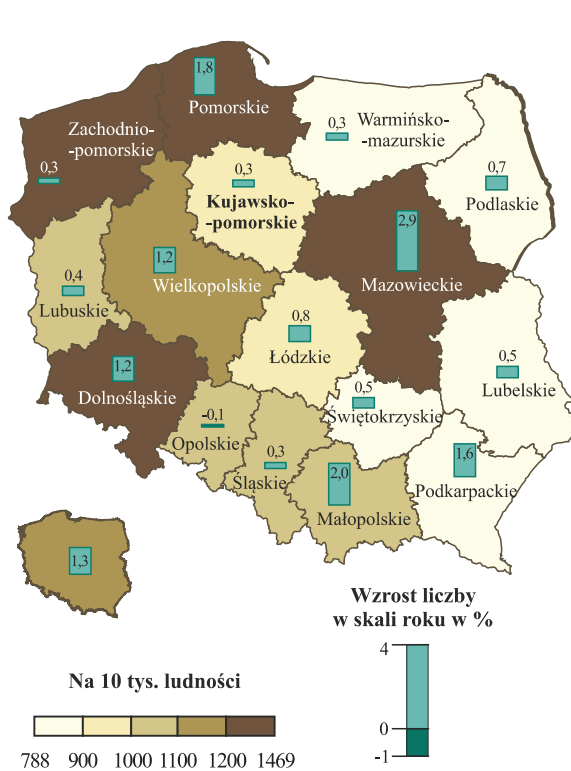 1,8
Pomorskie
Zachodnio-
-pomorskie
0,3
0,3
Warmińsko-
-mazurskie
0,3
Kujawsko-
-pomorskie
0,7
Podlaskie
2,9
Mazowieckie
1,2
Wielkopolskie
0,4
Lubuskie
0,8
Łódzkie
1,2
Dolnośląskie
0,5
Lubelskie
0,5
Świętokrzyskie
-0,1
Opolskie
0,3
Śląskie
2,0
Małopolskie
1,6
Podkarpackie
1,3
Wzrost liczby
w skali roku w %
4
0
-1
Na 10 tys. ludności
788 900 1000 1100 1200 1469